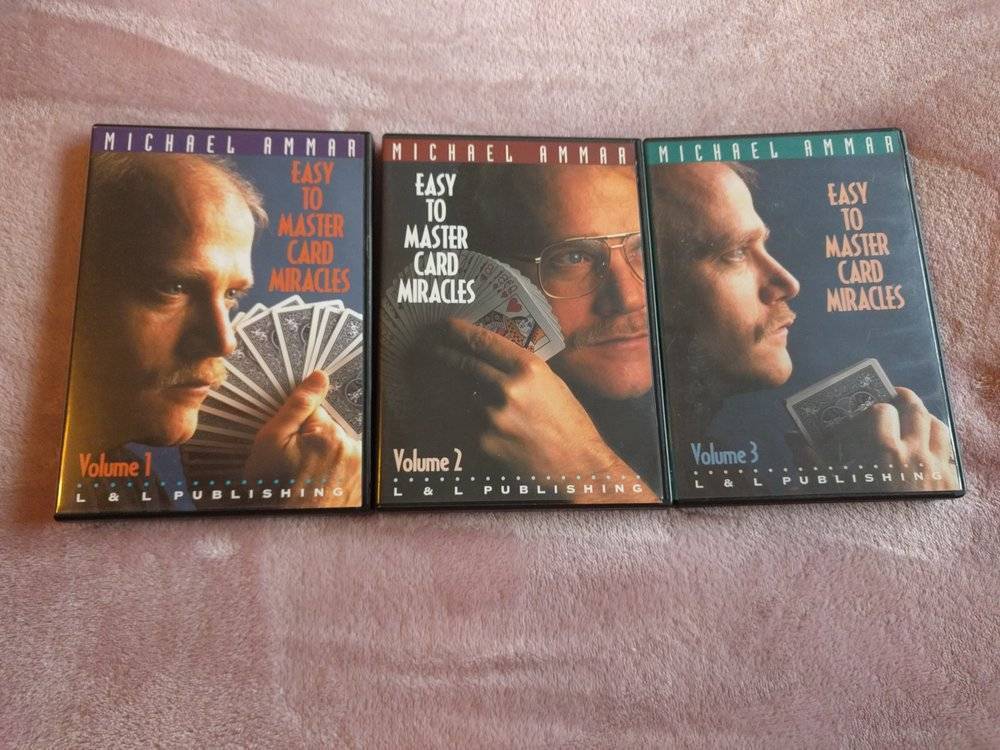 MICHAEL AMMAR
EASY
TO
MASTER
CARD
MIRACLES
Volume 1
L & L PUBLISHING
MICHAEL AMMAR
EASY
TO
MASTER
CARD
MIRACLES
Volume 2
L & L PUBLISHING
MICHAEL AMMAR
EASY
TO
MASTER
CARD
MIRACLES
Volume 3
L & L PUBLISHING